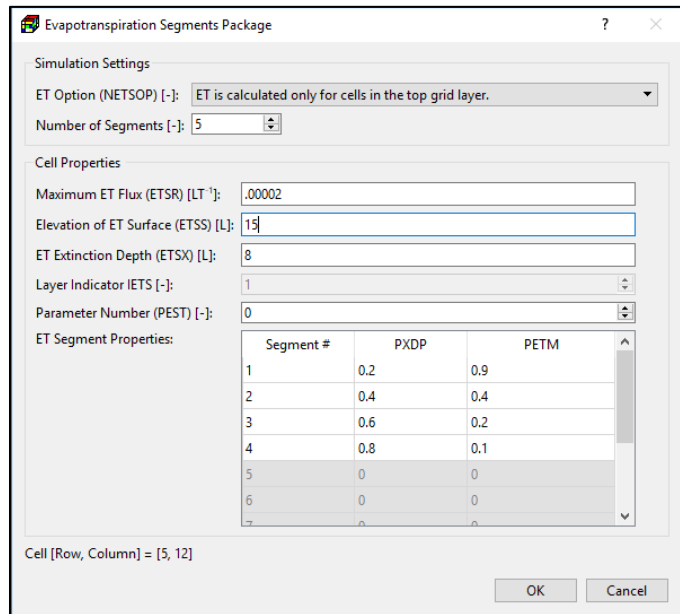 Evapotranspiration Segments Package
?
Simulation Settings
ET Option (NETSOP) [-]: ET is calculated only for cells in the top grid layer.
Number of Segments [-]: 5
Cell Properties
Maximum ET Flux (ETSR) [LT⁻¹]: .00002
Elevation of ET Surface (ETSS) [L]: 15
ET Extinction Depth (ETSX) [L]: 8
Layer Indicator IETS [-]: 1
Parameter Number (PEST) [-]: 0
ET Segment Properties:
Segment # PXDP PETM
1 0.2 0.9
2 0.4 0.4
3 0.6 0.2
4 0.8 0.1
5 0 0
6 0 0
7 0 0
Cell [Row, Column] = [5, 12]
OK Cancel